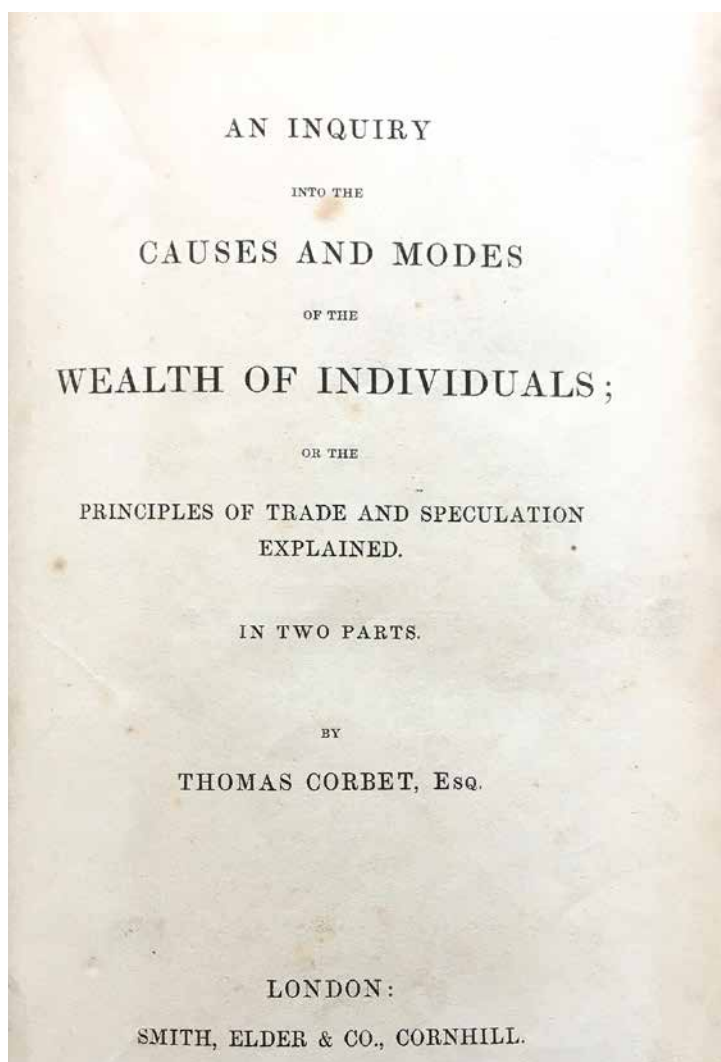 AN INQUIRY
INTO THE
CAUSES AND MODES
OF THE
WEALTH OF INDIVIDUALS;
OR THE
PRINCIPLES OF TRADE AND SPECULATION
EXPLAINED.
IN TWO PARTS.
BY
THOMAS CORBET, ESQ.
LONDON:
SMITH, ELDER & CO., CORNHILL.